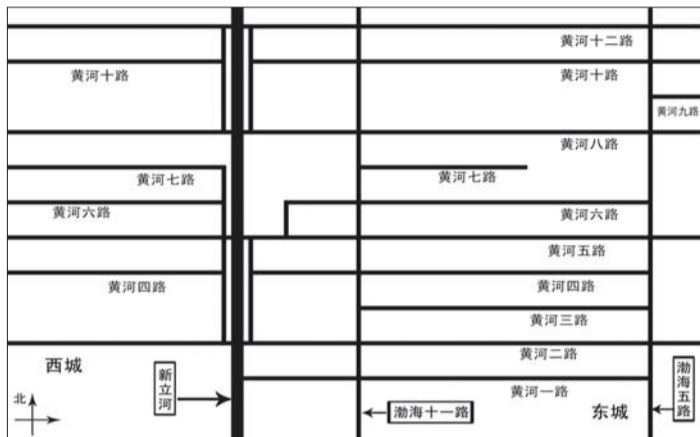 黄河十二路
黄河十路
黄河十路
黄河九路
黄河八路
黄河七路
黄河七路
黄河六路
黄河六路
黄河五路
黄河四路
黄河四路
黄河三路
黄河二路
西城
新立河
渤海五路
黄河一路
北
渤海十一路
东城